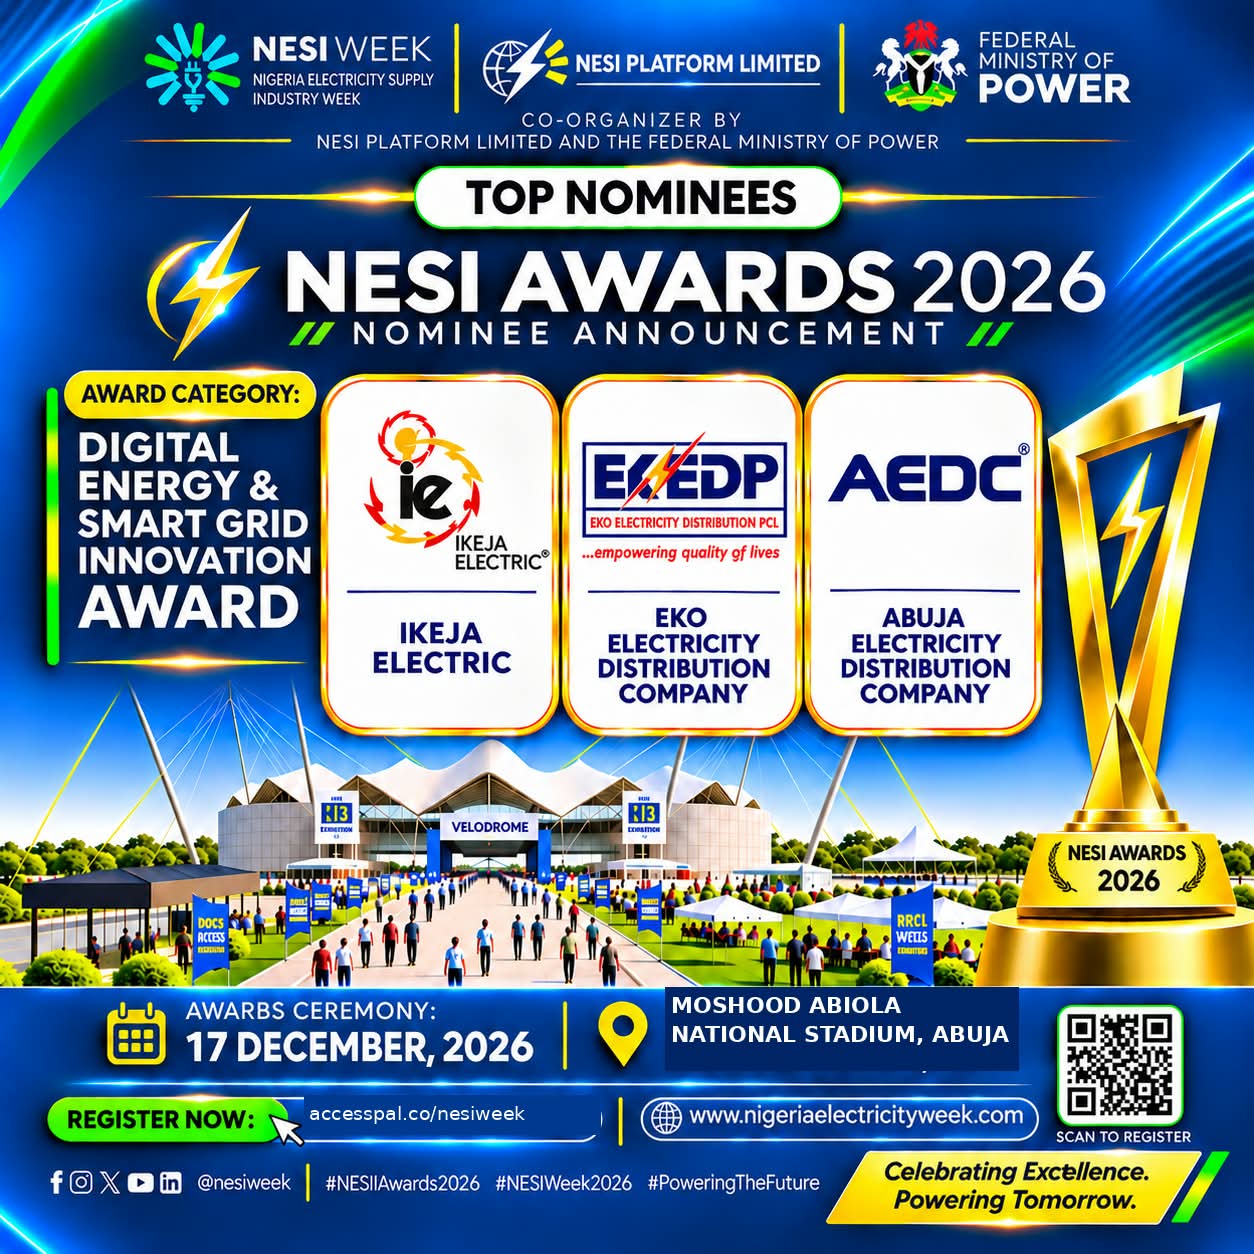 NESI WEEK
NIGERIA ELECTRICITY SUPPLY
INDUSTRY WEEK
NESI PLATFORM LIMITED
FEDERAL
MINISTRY OF
POWER
CO-ORGANIZER BY
NESI PLATFORM LIMITED AND THE FEDERAL MINISTRY OF POWER
TOP NOMINEES
NESI AWARDS 2026
NOMINEE ANNOUNCEMENT
AWARD CATEGORY:
DIGITAL
ENERGY &
SMART GRID
INNOVATION
AWARD
ie
IKEJA
ELECTRIC®
IKEJA
ELECTRIC
EKEDP
EKO ELECTRICITY DISTRIBUTION PCL
...empowering quality of lives
EKO
ELECTRICITY
DISTRIBUTION
COMPANY
AEDC®
ABUJA
ELECTRICITY
DISTRIBUTION
COMPANY
VELODROME
DOCS
ACCESS
RRCL
WETS
NESI AWARDS
2026
AWARBS CEREMONY:
17 DECEMBER, 2026
MOSHOOD ABIOLA
NATIONAL STADIUM, ABUJA
REGISTER NOW:
accesspal.co/nesiweek
www.nigeriaelectricityweek.com
SCAN TO REGISTER
@nesiweek
#NESIIAwards2026 #NESIWeek2026 #PoweringTheFuture
Celebrating Excellence.
Powering Tomorrow.